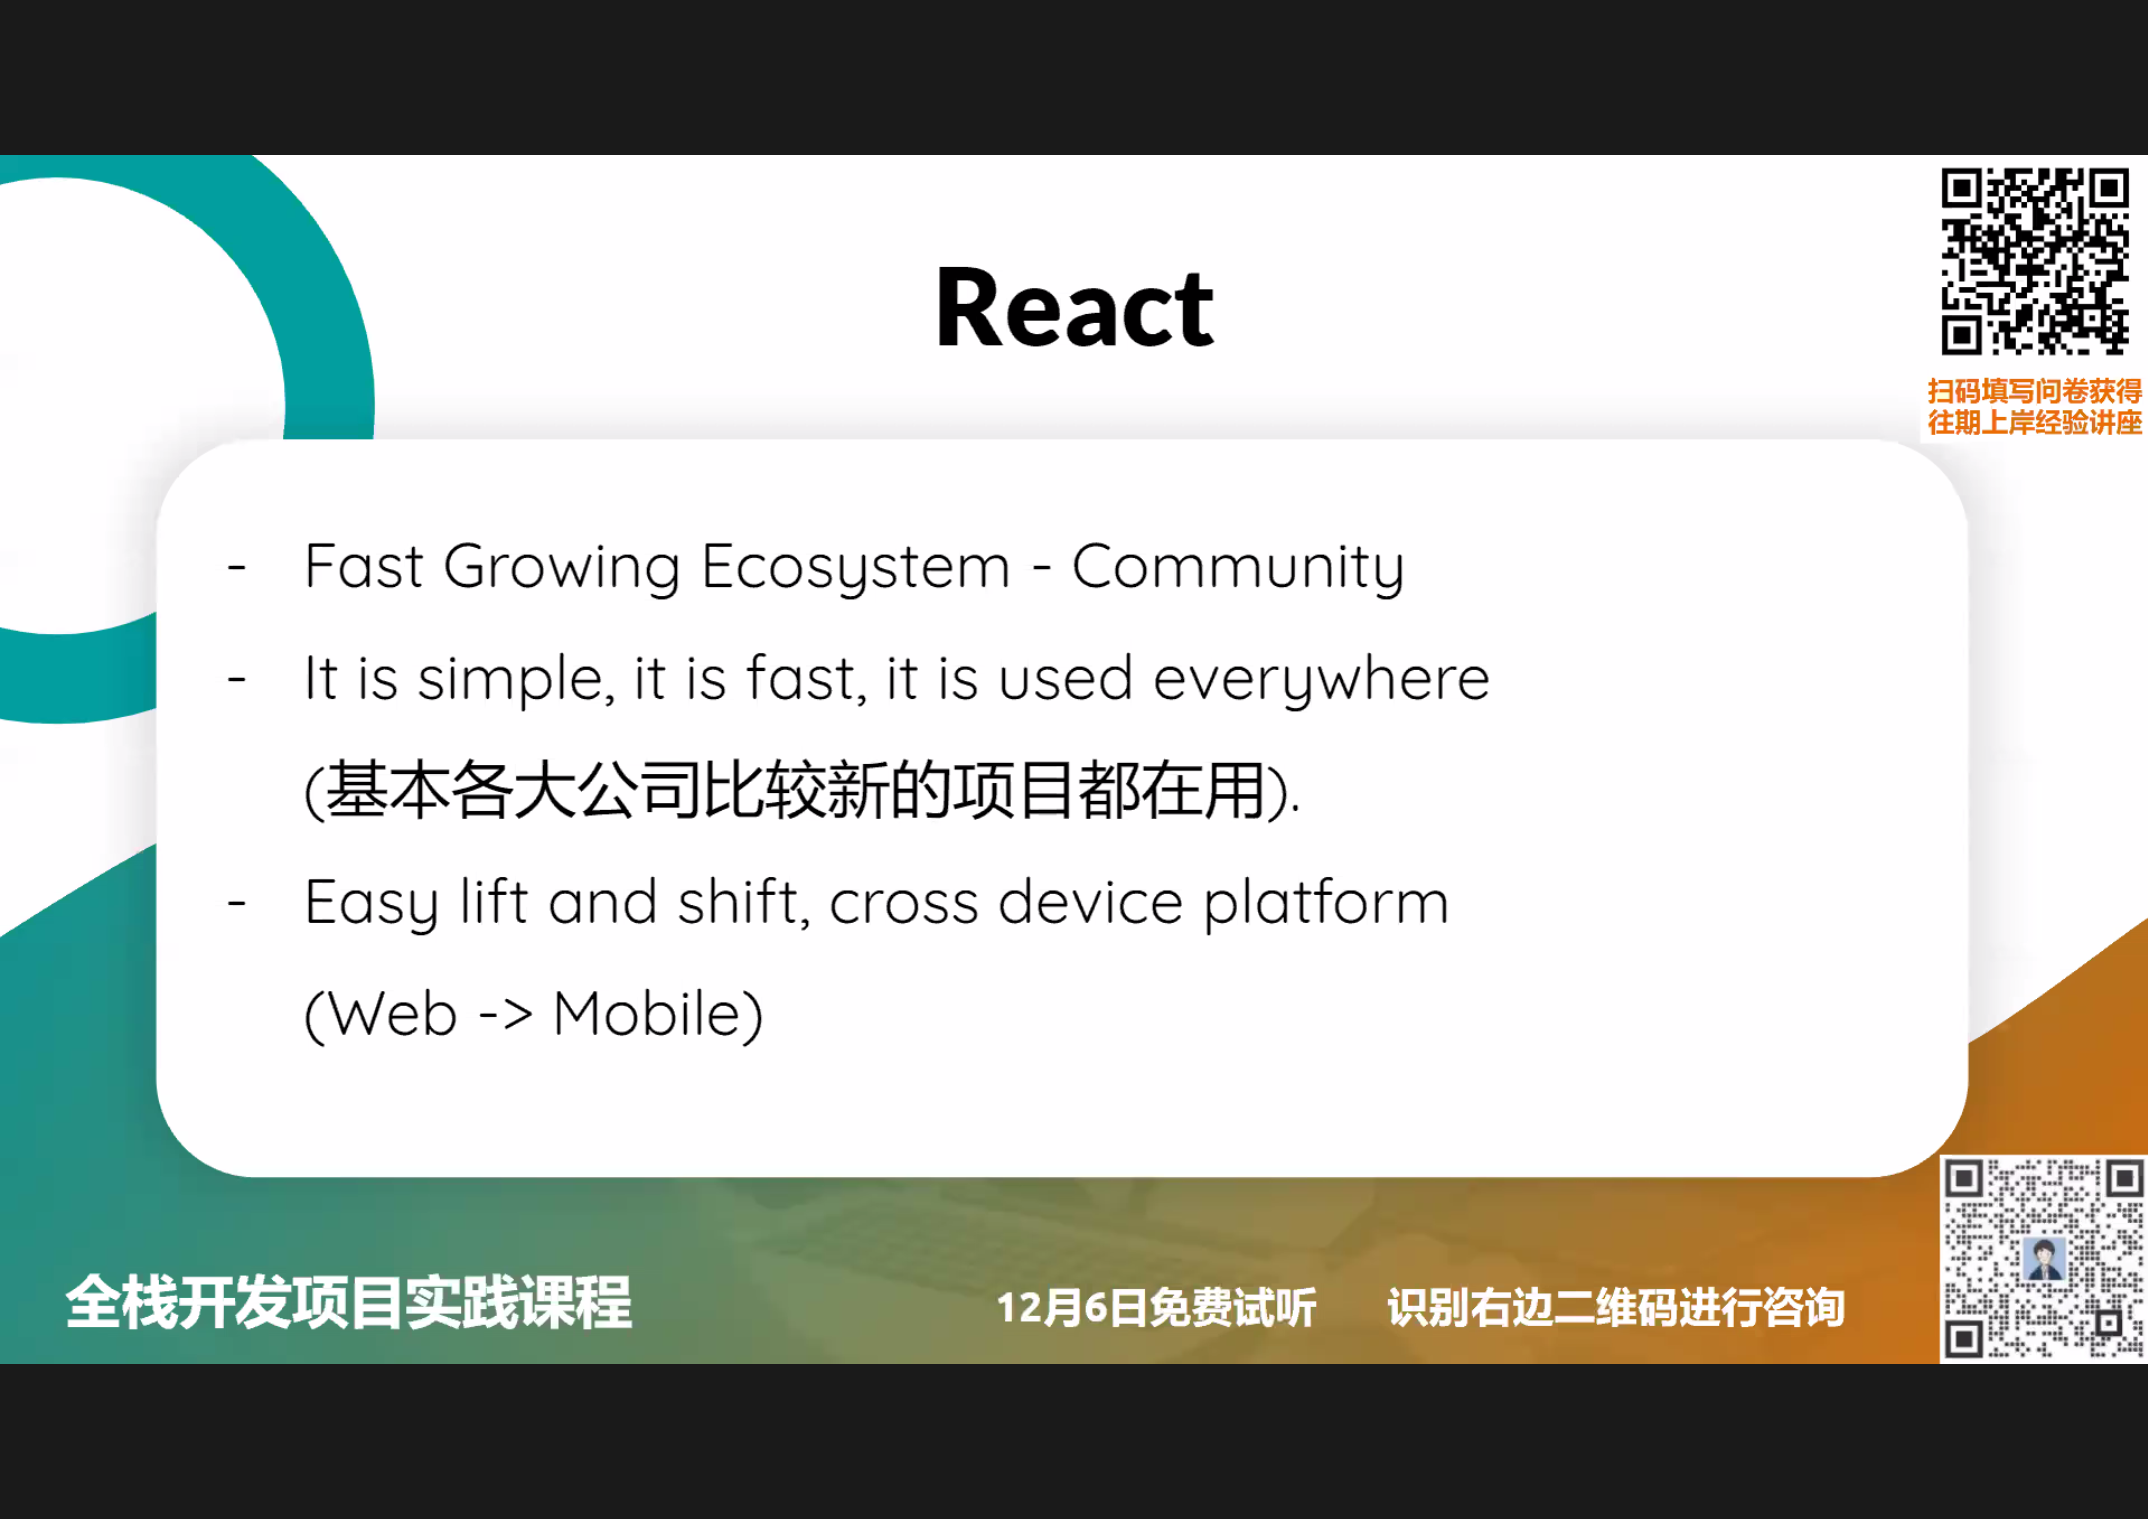 React
扫码填写问卷获得
往期上岸经验讲座
- Fast Growing Ecosystem - Community
- It is simple, it is fast, it is used everywhere
(基本各大公司比较新的项目都在用).
- Easy lift and shift, cross device platform
(Web -> Mobile)
全栈开发项目实践课程
12月6日免费试听 识别右边二维码进行咨询